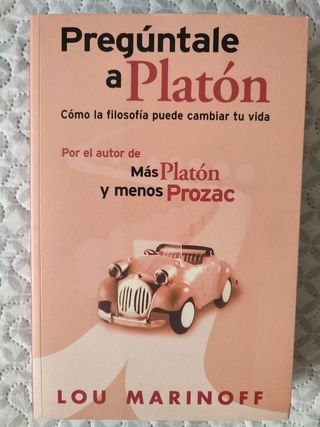 Pregúntale
a Platón
Cómo la filosofía puede cambiar tu vida
Por el autor de
Más Platón
y menos Prozac
LOU MARINOFF